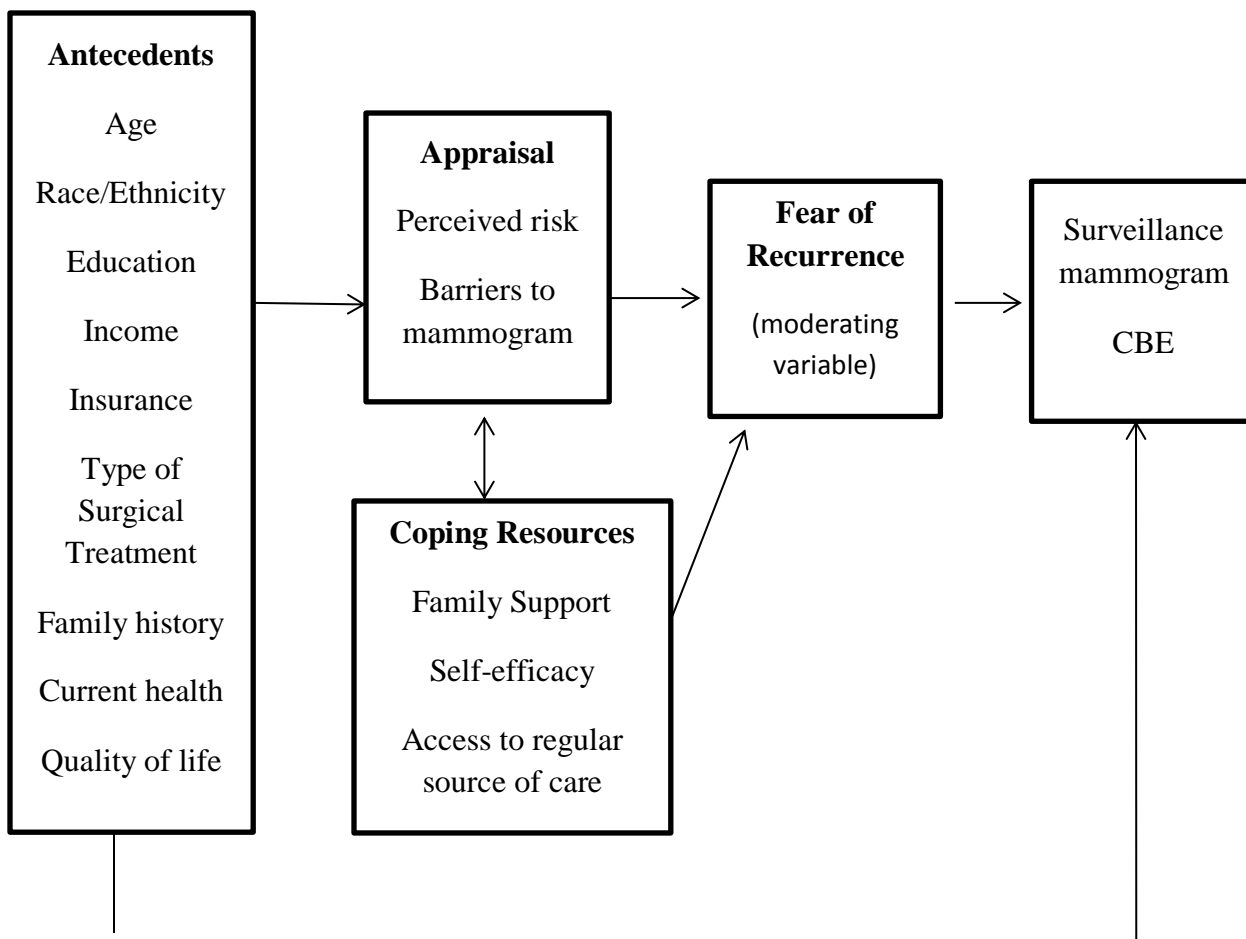 Antecedents
Age
Race/Ethnicity
Education
Income
Insurance
Type of
Surgical
Treatment
Family history
Current health
Quality of life
Appraisal
Perceived risk
Barriers to
mammogram
Coping Resources
Family Support
Self-efficacy
Access to regular
source of care
Fear of
Recurrence
(moderating
variable)
Surveillance
mammogram
CBE